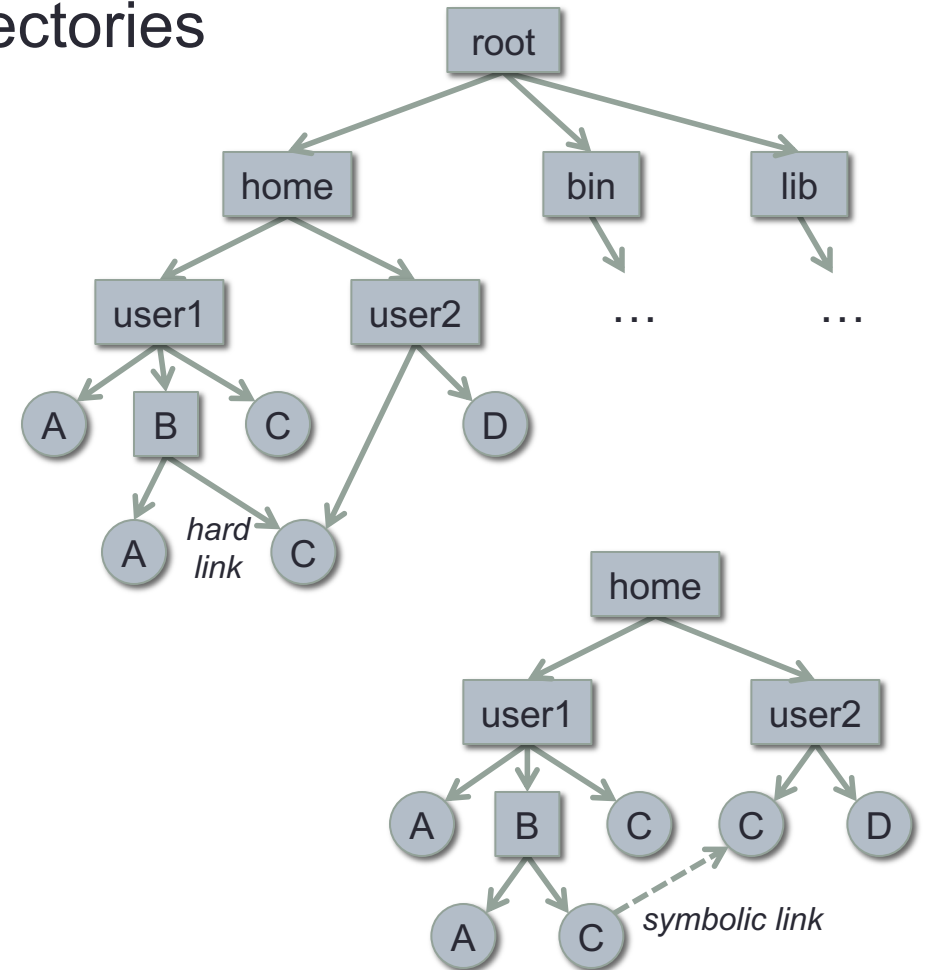 ectories
root
home bin lib
user1 user2 ... ...
A B C D
hard
link
A C
home
user1 user2
A B C C D
A C symbolic link